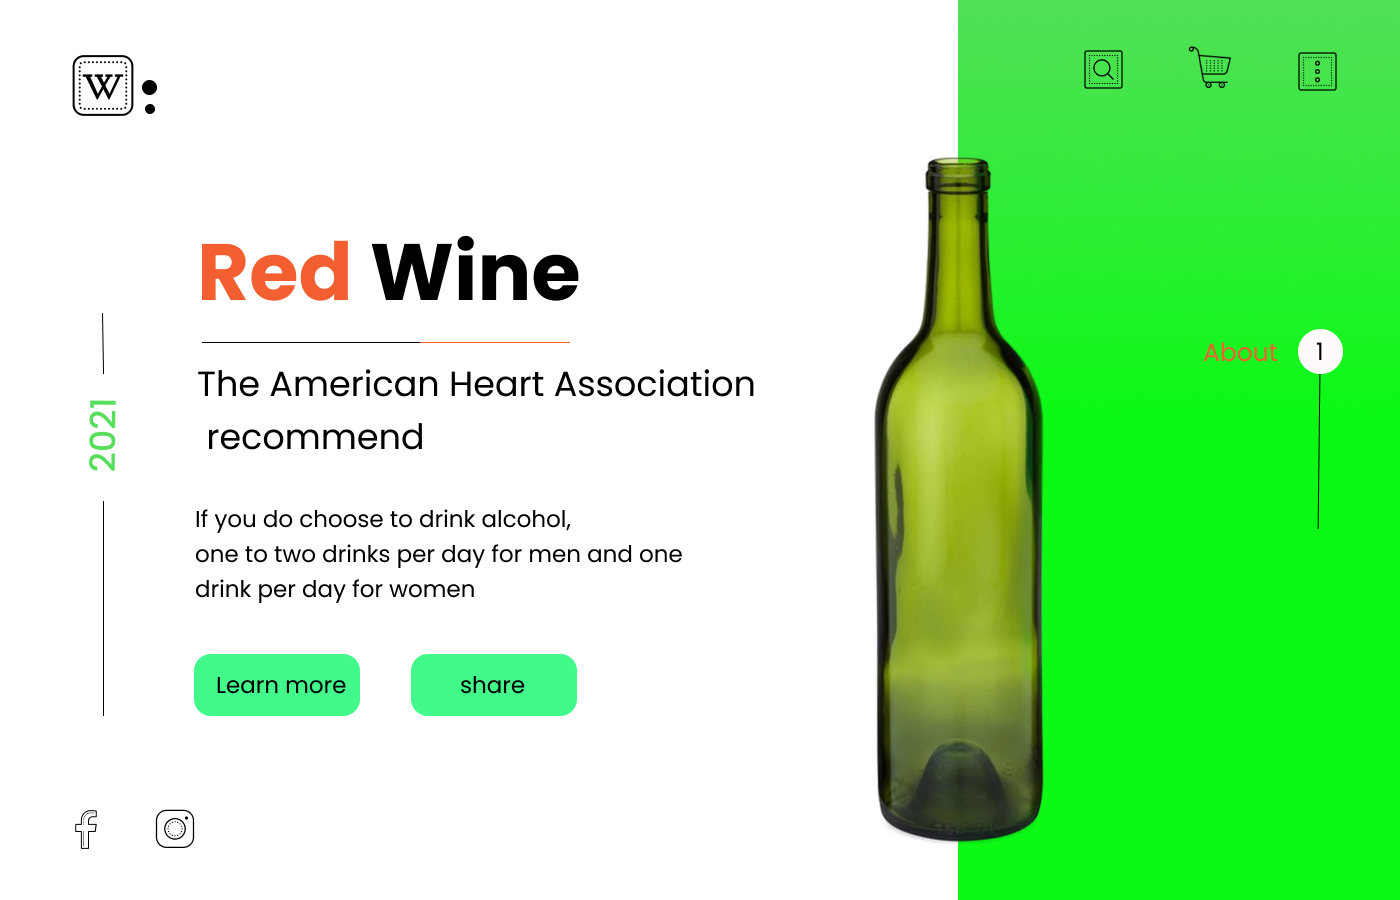 W
Red Wine
The American Heart Association
recommend
2021
If you do choose to drink alcohol,
one to two drinks per day for men and one
drink per day for women
Learn more
share
About
1